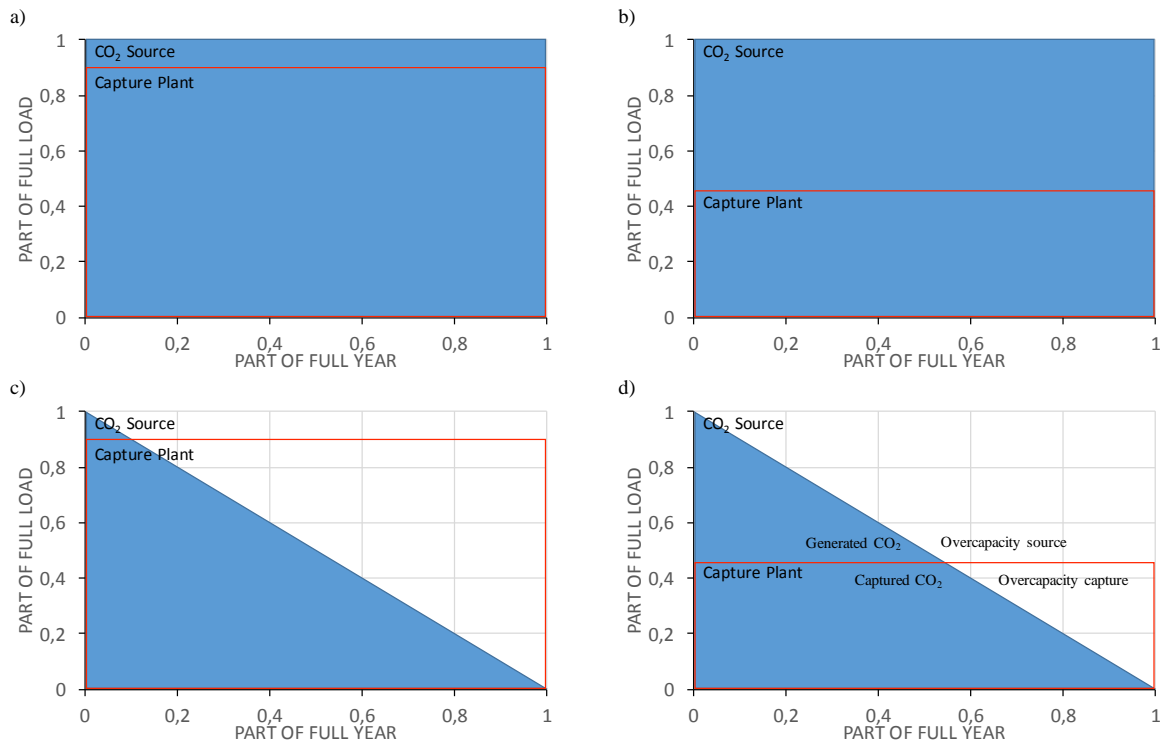 a)
1
0,8
0,6
0,4
0,2
0
PART OF FULL LOAD
CO₂ Source
Capture Plant
0 0,2 0,4 0,6 0,8 1
PART OF FULL YEAR
b)
1
0,8
0,6
0,4
0,2
0
PART OF FULL LOAD
CO₂ Source
Capture Plant
0 0,2 0,4 0,6 0,8 1
PART OF FULL YEAR
c)
1
0,8
0,6
0,4
0,2
0
PART OF FULL LOAD
CO₂ Source
Capture Plant
0 0,2 0,4 0,6 0,8 1
PART OF FULL YEAR
d)
1
0,8
0,6
0,4
0,2
0
PART OF FULL LOAD
CO₂ Source
Generated CO₂ Overcapacity source
Capture Plant
Captured CO₂ Overcapacity capture
0 0,2 0,4 0,6 0,8 1
PART OF FULL YEAR